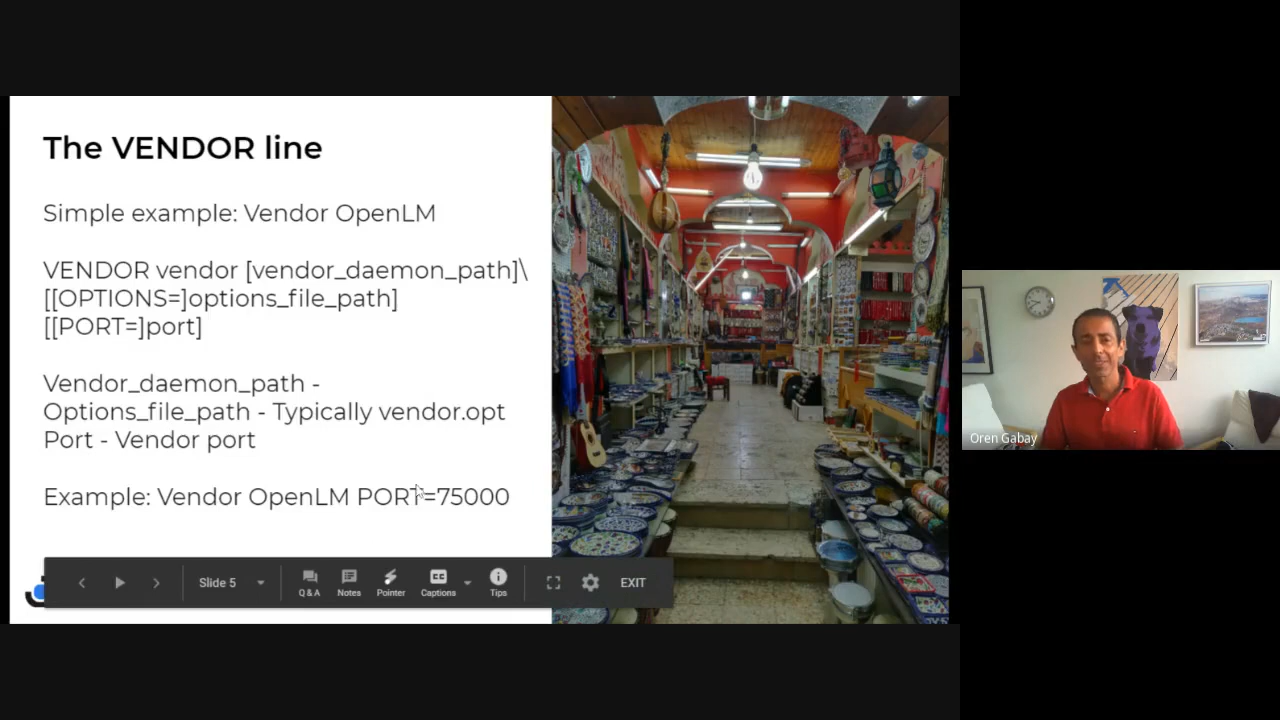 The VENDOR line
Simple example: Vendor OpenLM
VENDOR vendor [vendor_daemon_path]\
[[OPTIONS=]options_file_path]
[[PORT=]port]
Vendor_daemon_path -
Options_file_path - Typically vendor.opt
Port - Vendor port
Example: Vendor OpenLM PORT=75000
Slide 5
Q & A
Notes
Pointer
Captions
Tips
EXIT
Oren Gabay